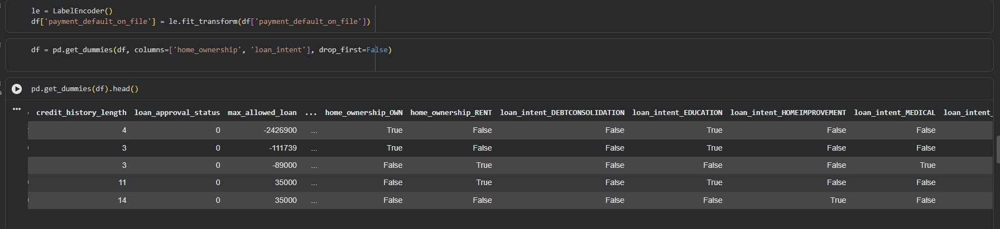 le = LabelEncoder()
df['payment_default_on_file'] = le.fit_transform(df['payment_default_on_file'])
df = pd.get_dummies(df, columns=['home_ownership', 'loan_intent'], drop_first=False)
pd.get_dummies(df).head()
credit_history_length loan_approval_status max_allowed_loan ... home_ownership_OWN home_ownership_RENT loan_intent_DEBTCONSOLIDATION loan_intent_EDUCATION loan_intent_HOMEIMPROVEMENT loan_intent_MEDICAL loan_intent_
4 0 -2426900 ... True False False True False False
3 0 -111739 ... True False False True False False
3 0 -89000 ... False True False False False True
11 0 35000 ... False True False True False False
14 0 35000 ... False False False False True False